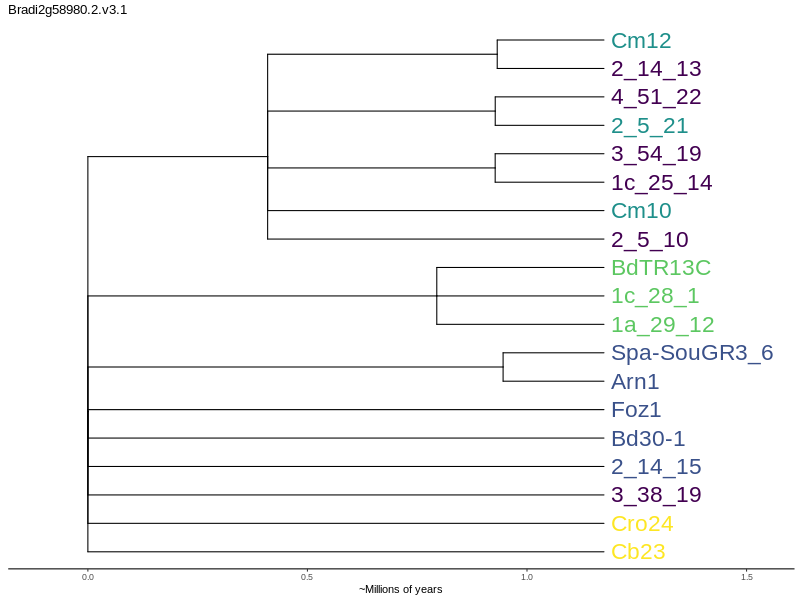 Bradi2g58980.2.v3.1
Cm12
2_14_13
4_51_22
2_5_21
3_54_19
1c_25_14
Cm10
2_5_10
BdTR13C
1c_28_1
1a_29_12
Spa-SouGR3_6
Arn1
Foz1
Bd30-1
2_14_15
3_38_19
Cro24
Cb23
0.0 0.5 1.0 1.5
~Millions of years